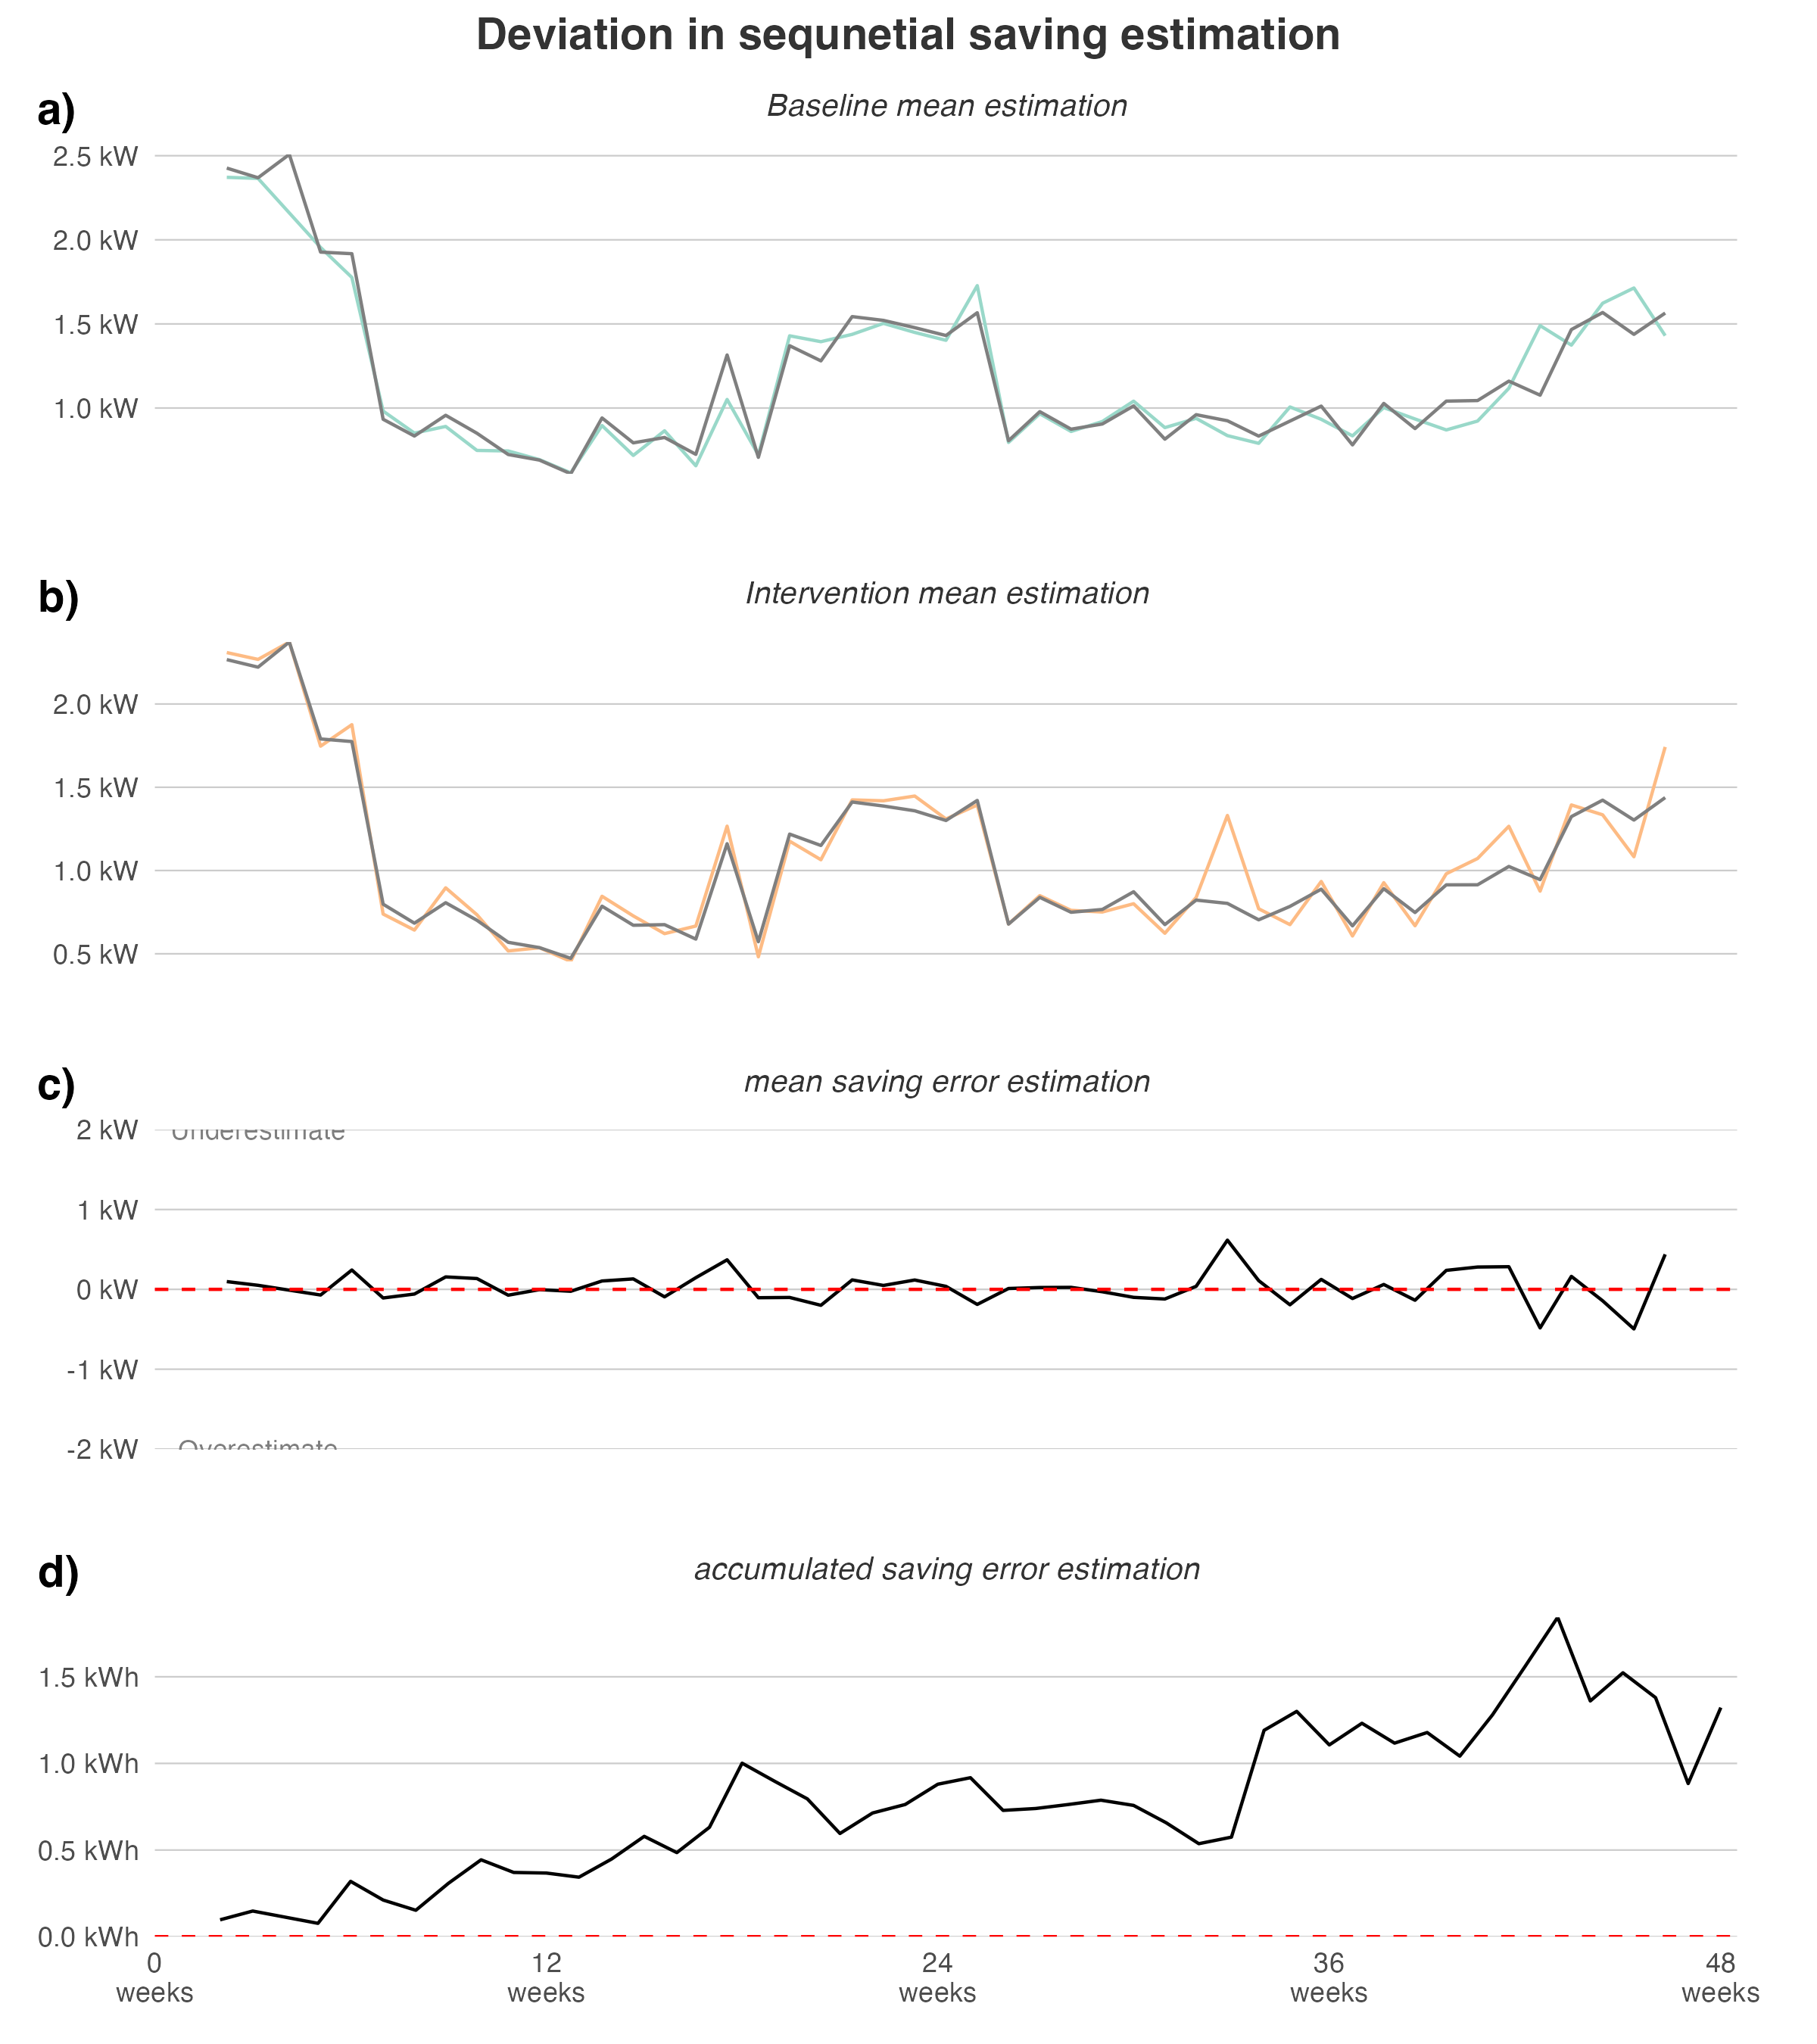 Deviation in sequnetial saving estimation
a)
Baseline mean estimation
2.5 kW
2.0 kW
1.5 kW
1.0 kW
b)
Intervention mean estimation
2.0 kW
1.5 kW
1.0 kW
0.5 kW
c)
mean saving error estimation
2 kW
Underestimate
1 kW
0 kW
-1 kW
-2 kW
Overestimate
d)
accumulated saving error estimation
1.5 kWh
1.0 kWh
0.5 kWh
0.0 kWh
0 12 24 36 48
weeks weeks weeks weeks weeks